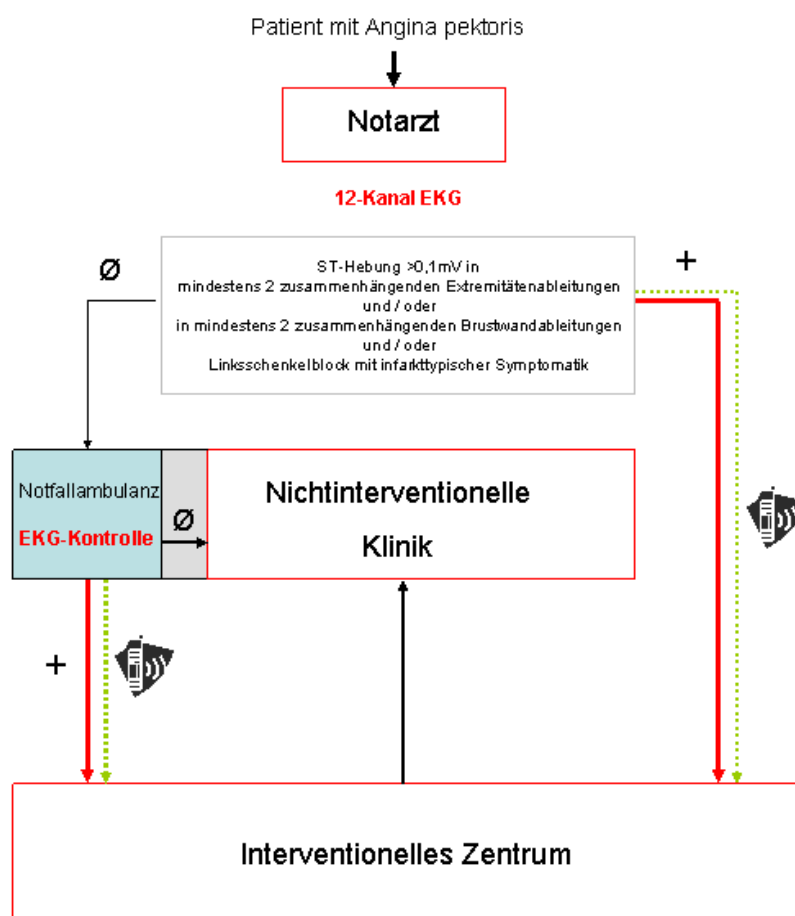 Patient mit Angina pektoris
Notarzt
12-Kanal EKG
Ø
+
ST-Hebung >0,1mV in
mindestens 2 zusammenhängenden Extremitätenableitungen
und / oder
in mindestens 2 zusammenhängenden Brustwandableitungen
und / oder
Linksschenkelblock mit infarkttypischer Symptomatik
Notfallambulanz
EKG-Kontrolle
Ø
Nichtinterventionelle
Klinik
+
Interventionelles Zentrum